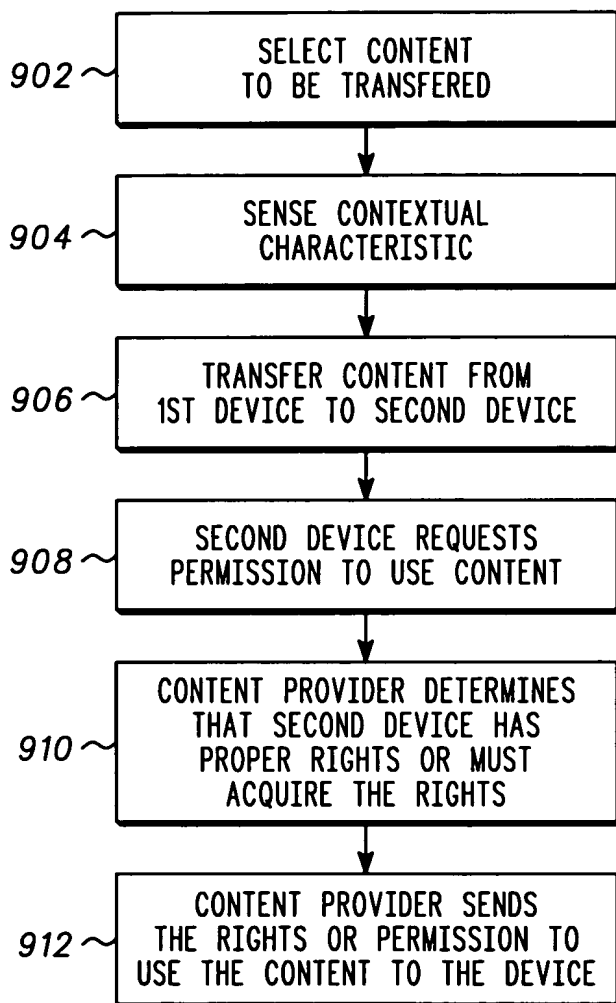 902
SELECT CONTENT
TO BE TRANSFERED
904
SENSE CONTEXTUAL
CHARACTERISTIC
906
TRANSFER CONTENT FROM
1ST DEVICE TO SECOND DEVICE
908
SECOND DEVICE REQUESTS
PERMISSION TO USE CONTENT
910
CONTENT PROVIDER DETERMINES
THAT SECOND DEVICE HAS
PROPER RIGHTS OR MUST
ACQUIRE THE RIGHTS
912
CONTENT PROVIDER SENDS
THE RIGHTS OR PERMISSION TO
USE THE CONTENT TO THE DEVICE